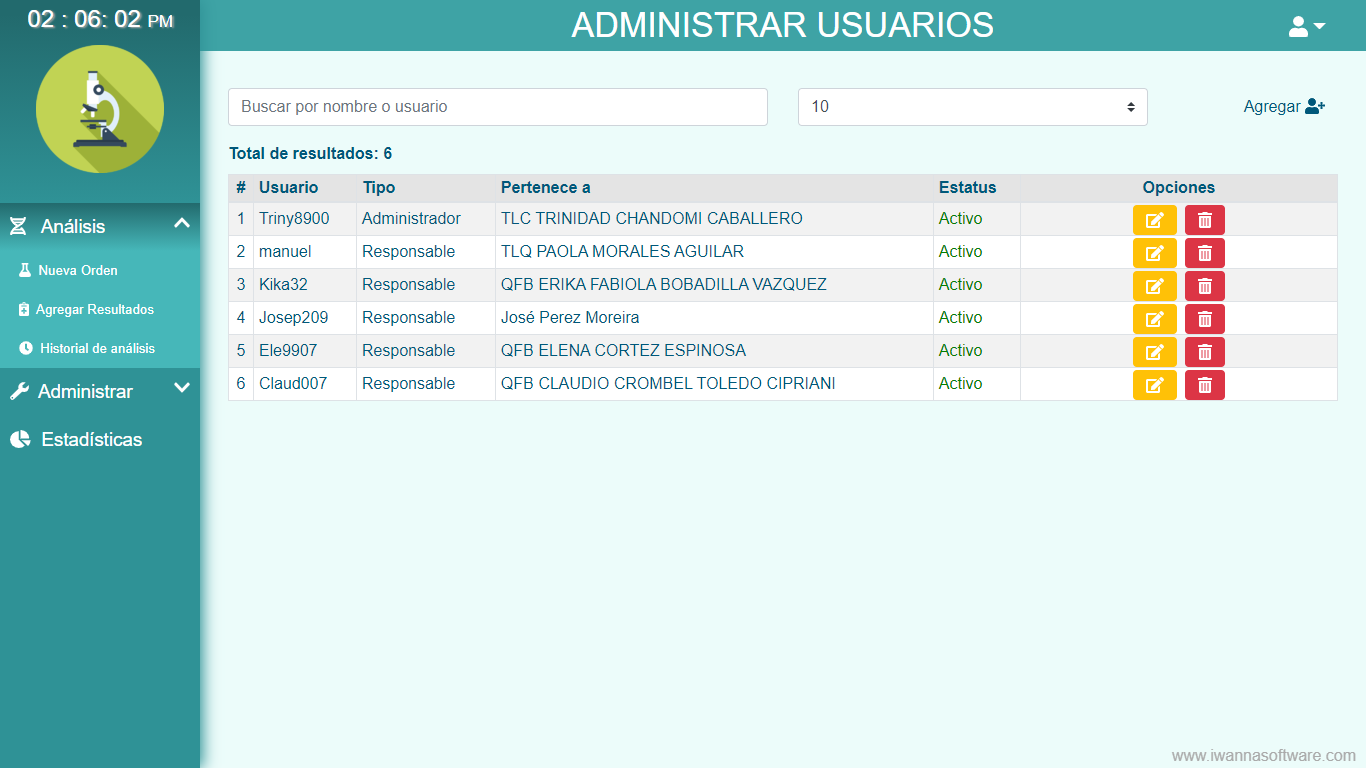 02 : 06: 02 PM
ADMINISTRAR USUARIOS
Análisis
Nueva Orden
Agregar Resultados
Historial de análisis
Administrar
Estadísticas
Buscar por nombre o usuario
10
Agregar
Total de resultados: 6
# Usuario Tipo Pertenece a Estatus Opciones
1 Triny8900 Administrador TLC TRINIDAD CHANDOMI CABALLERO Activo
2 manuel Responsable TLQ PAOLA MORALES AGUILAR Activo
3 Kika32 Responsable QFB ERIKA FABIOLA BOBADILLA VAZQUEZ Activo
4 Josep209 Responsable José Perez Moreira Activo
5 Ele9907 Responsable QFB ELENA CORTEZ ESPINOSA Activo
6 Claud007 Responsable QFB CLAUDIO CROMBEL TOLEDO CIPRIANI Activo
www.iwannasoftware.com